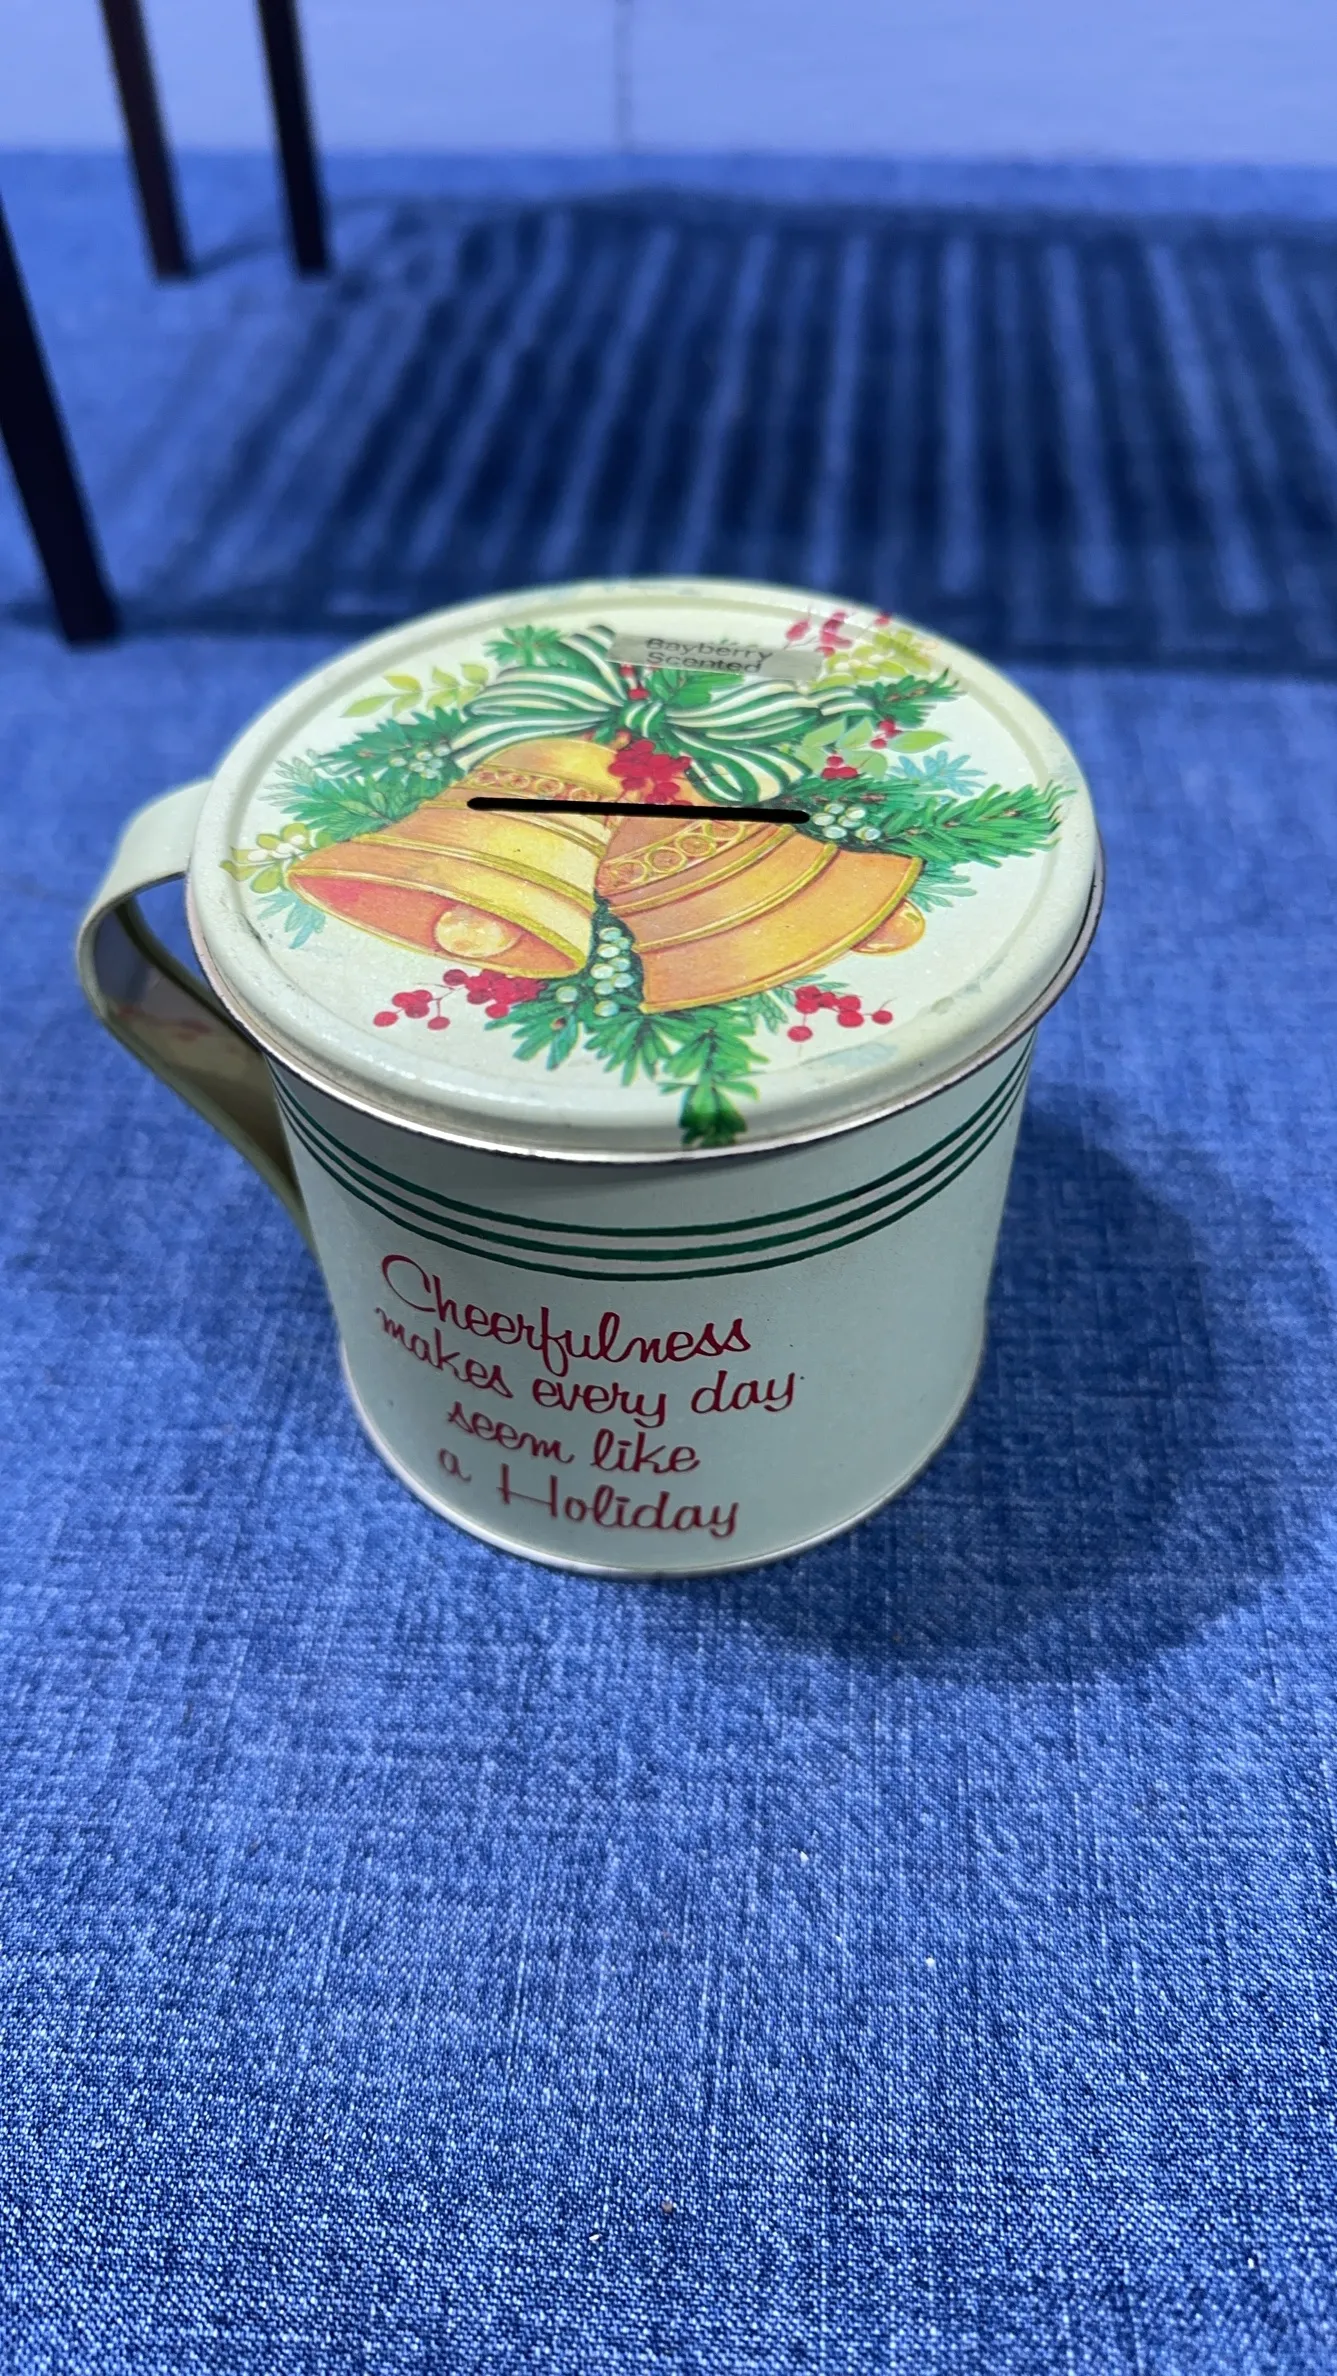 Bayberry
Scented
Cheerfulness
makes every day
seem like
a Holiday